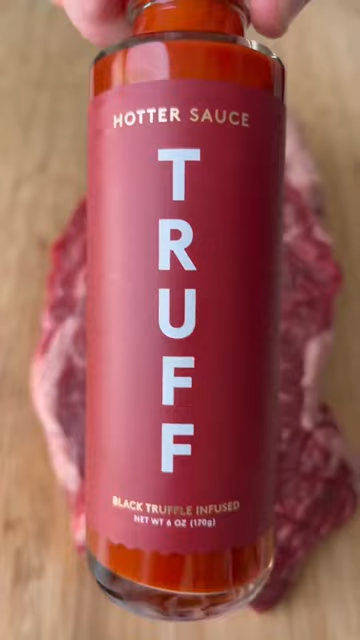 HOTTER SAUCE
TRUFF
BLACK TRUFFLE INFUSED
NET WT 6 OZ (170g)